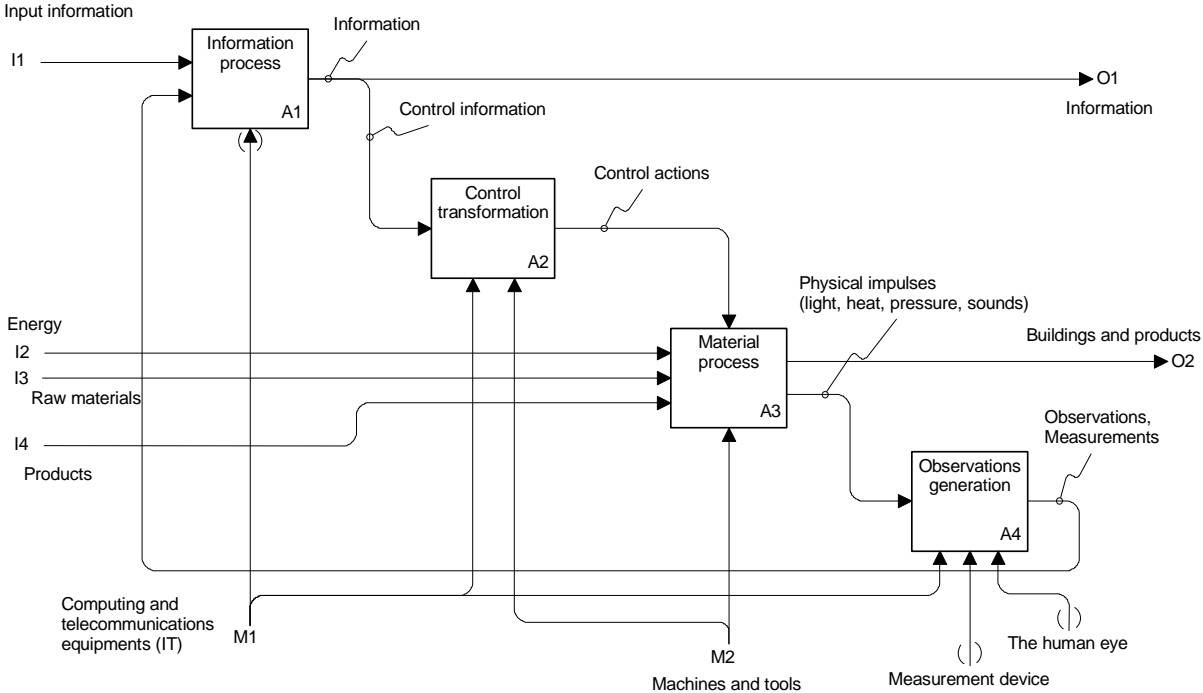 Input information
I1
Information
process
A1
Information
O1
Information
Control information
Control
transformation
A2
Control actions
Energy
I2
I3
Raw materials
I4
Products
Material
process
A3
Physical impulses
(light, heat, pressure, sounds)
Buildings and products
O2
Observations,
Measurements
Observations
generation
A4
Computing and
telecommunications
equipments (IT)
M1
M2
Machines and tools
The human eye
Measurement device